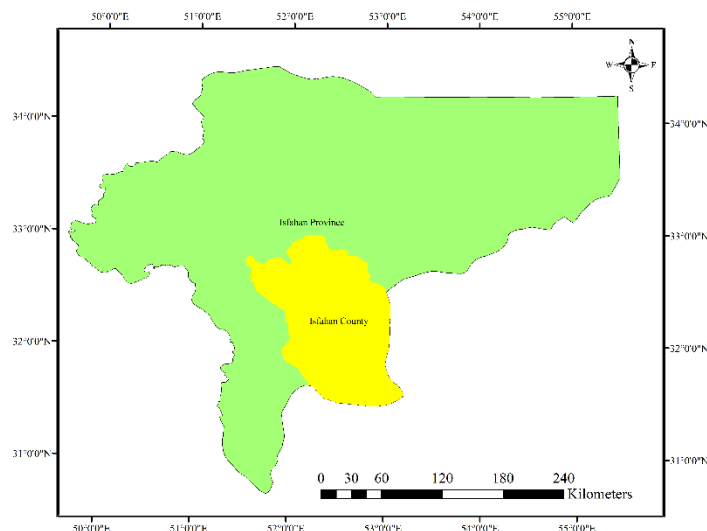 50°0'0"E 51°0'0"E 52°0'0"E 53°0'0"E 54°0'0"E 55°0'0"E
N
W E
S
34°0'0"N 34°0'0"N
Isfahan Province
33°0'0"N 33°0'0"N
Isfahan County
32°0'0"N 32°0'0"N
31°0'0"N 31°0'0"N
0 30 60 120 180 240
Kilometers
50°0'0"E 51°0'0"E 52°0'0"E 53°0'0"E 54°0'0"E 55°0'0"E